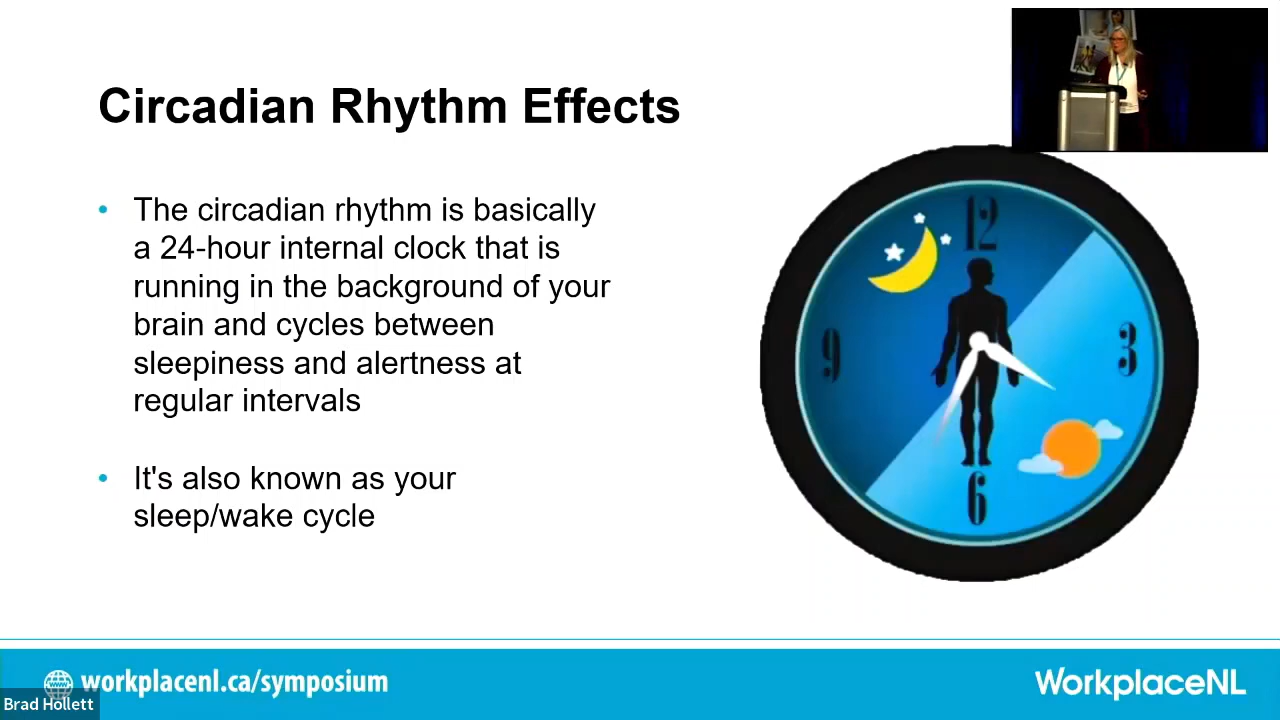 Circadian Rhythm Effects
• The circadian rhythm is basically
a 24-hour internal clock that is
running in the background of your
brain and cycles between
sleepiness and alertness at
regular intervals
• It's also known as your
sleep/wake cycle
12
9
3
6
workplacenl.ca/symposium
WorkplaceNL
Brad Hollett